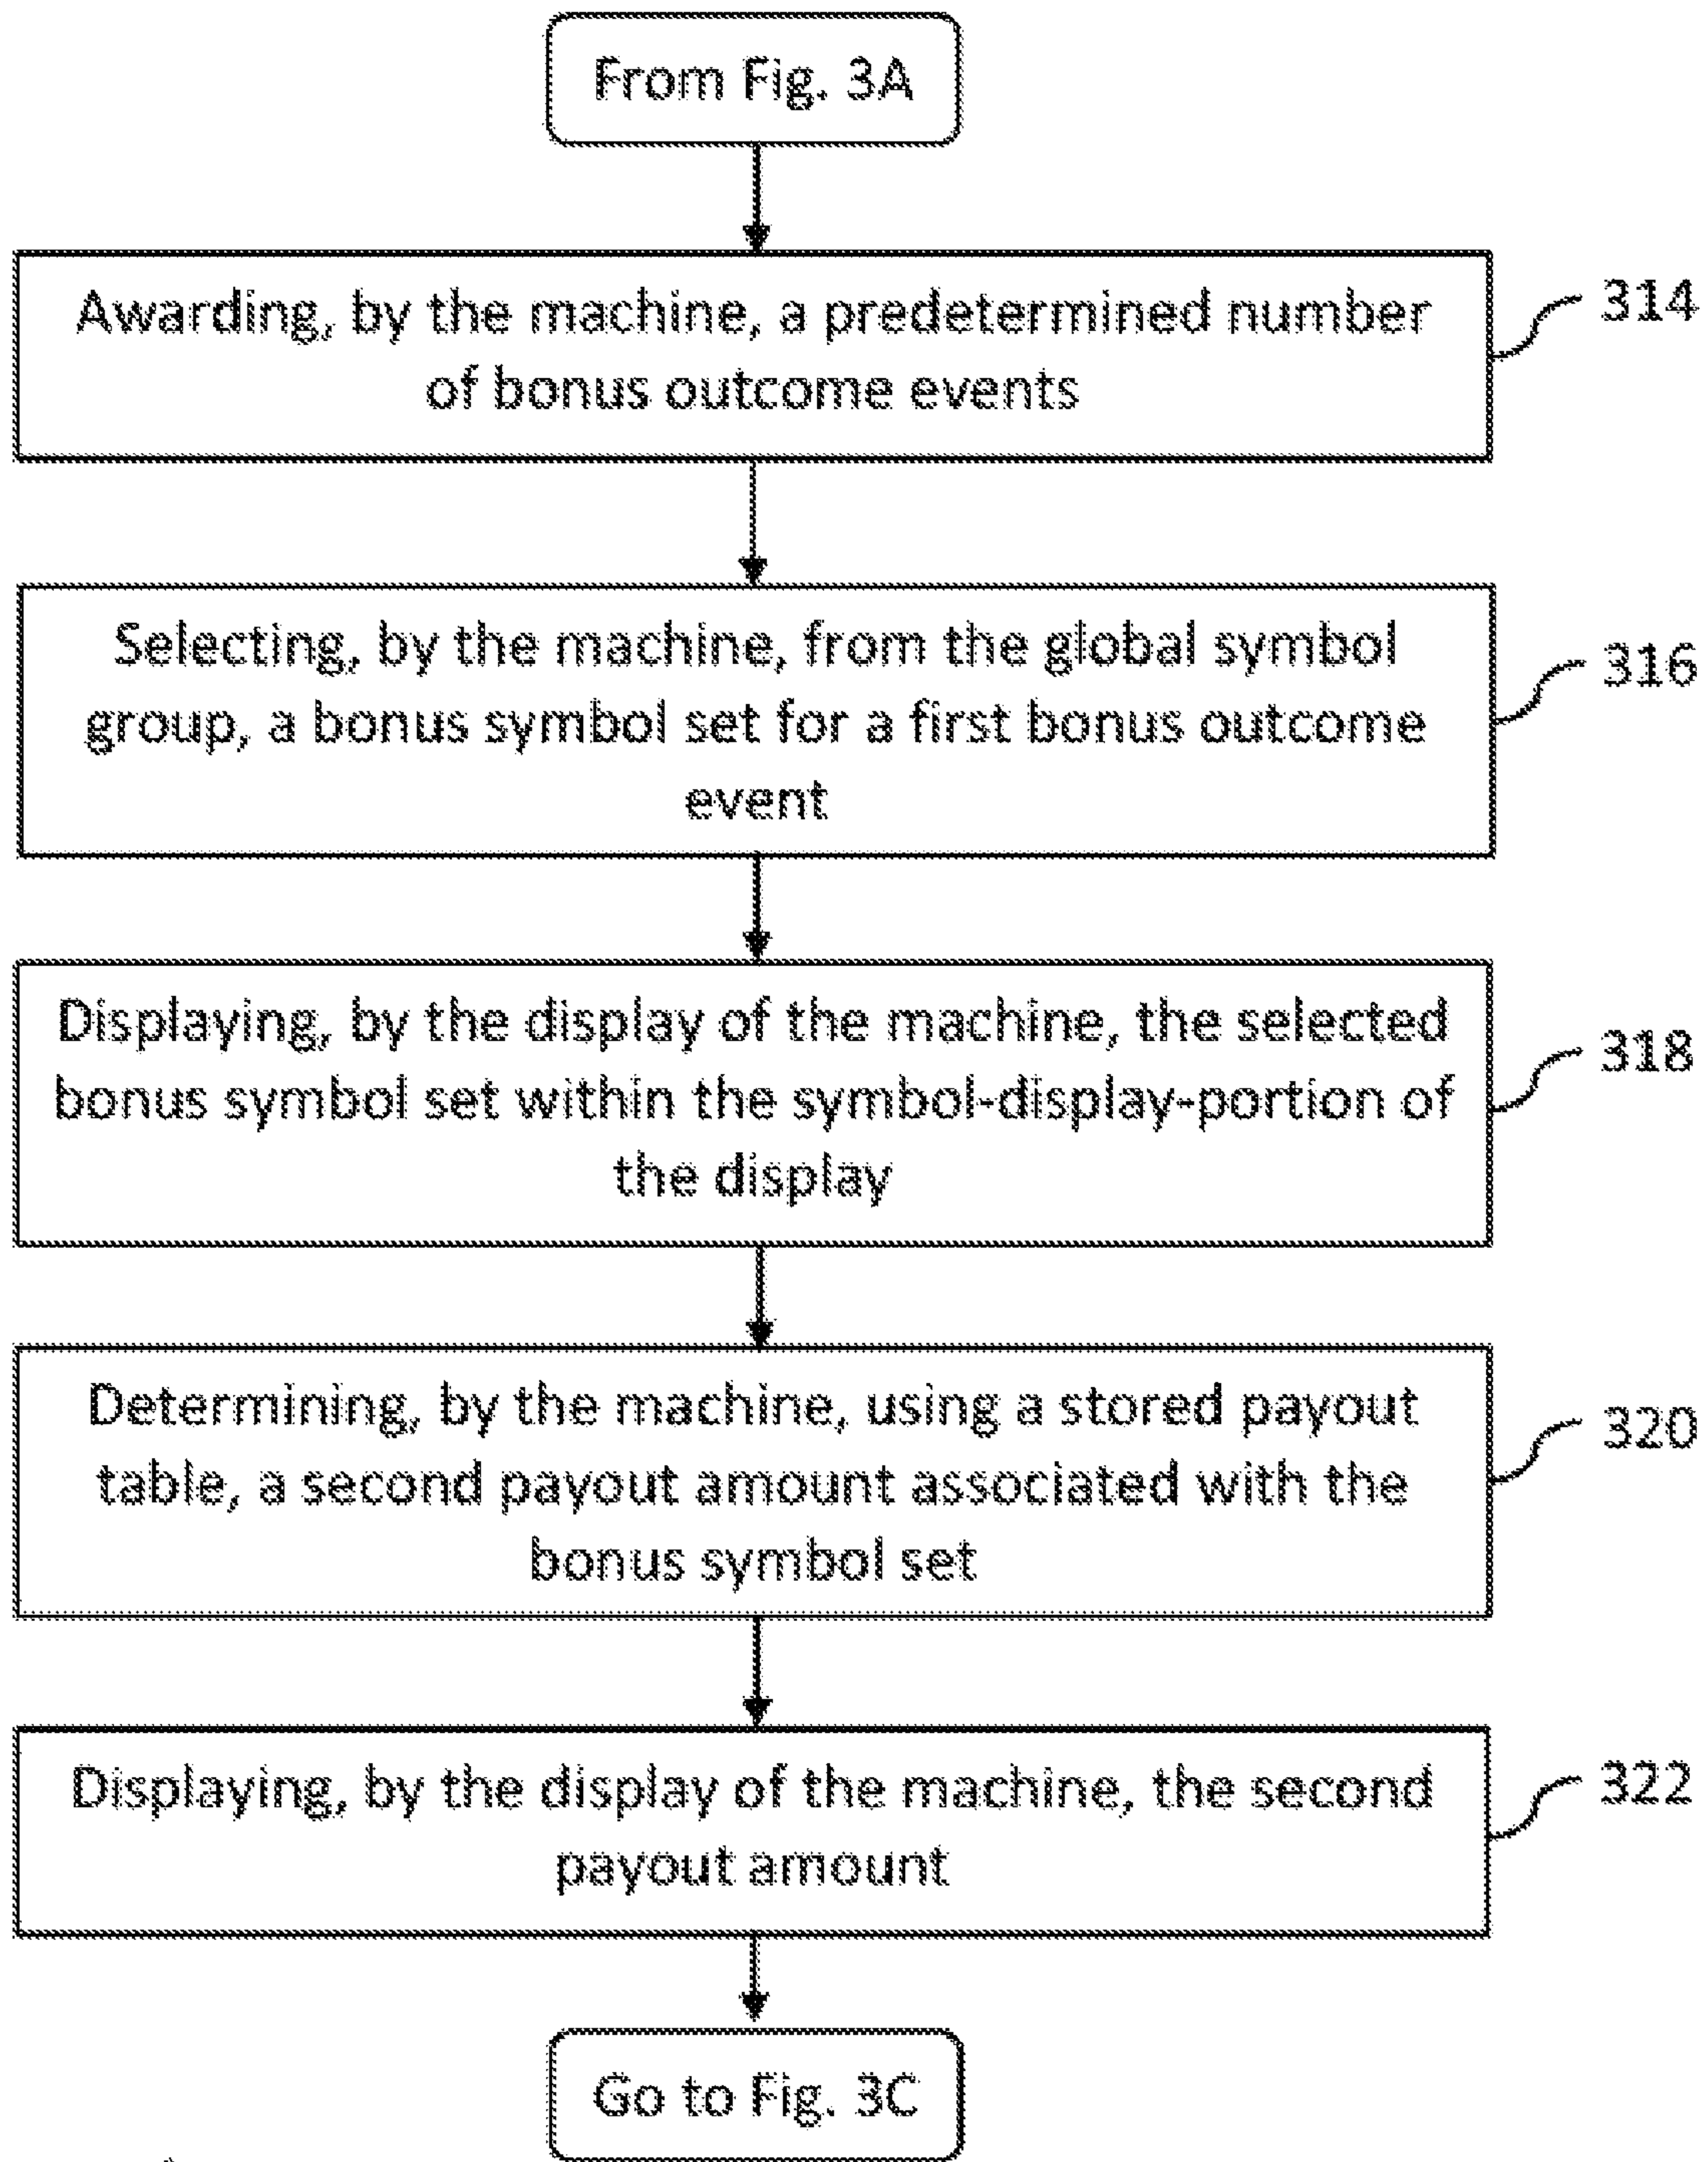 From Fig. 3A
Awarding, by the machine, a predetermined number
of bonus outcome events
314
Selecting, by the machine, from the global symbol
group, a bonus symbol set for a first bonus outcome
event
316
Displaying, by the display of the machine, the selected
bonus symbol set within the symbol-display-portion of
the display
318
Determining, by the machine, using a stored payout
table, a second payout amount associated with the
bonus symbol set
320
Displaying, by the display of the machine, the second
payout amount
322
Go to Fig. 3C